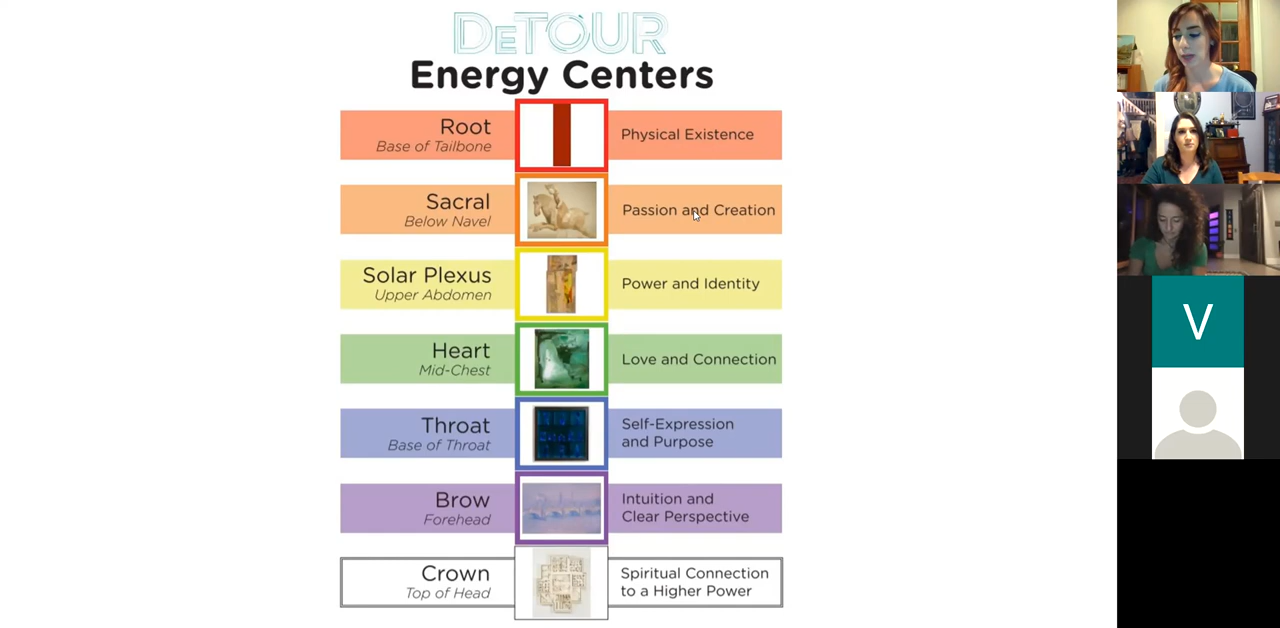 DETOUR
Energy Centers
Root
Base of Tailbone
Physical Existence
Sacral
Below Navel
Passion and Creation
Solar Plexus
Upper Abdomen
Power and Identity
Heart
Mid-Chest
Love and Connection
Throat
Base of Throat
Self-Expression
and Purpose
Brow
Forehead
Intuition and
Clear Perspective
Crown
Top of Head
Spiritual Connection
to a Higher Power
V